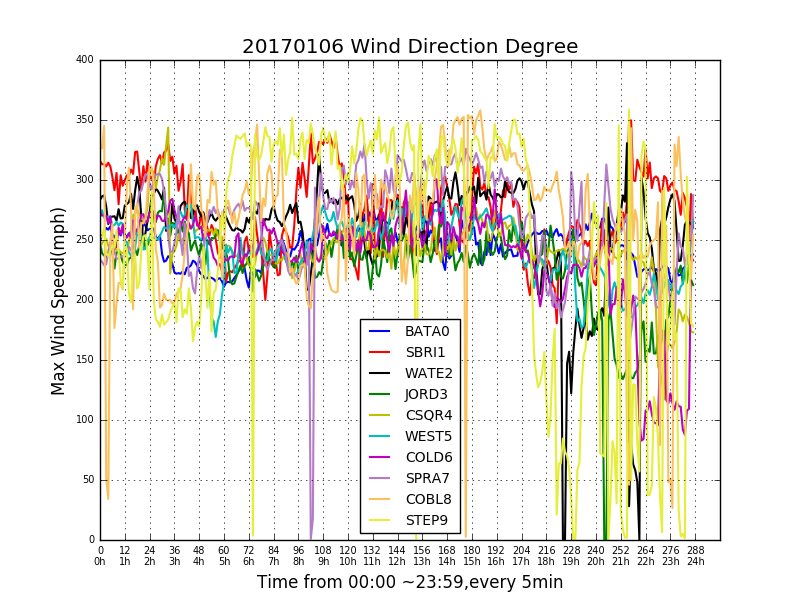 20170106 Wind Direction Degree
400
350
300
250
200
150
100
50
0
Max Wind Speed(mph)
BATA0
SBRI1
WATE2
JORD3
CSQR4
WEST5
COLD6
SPRA7
COBL8
STEP9
0 12 24 36 48 60 72 84 96 108 120 132 144 156 168 180 192 204 216 228 240 252 264 276 288
0h 1h 2h 3h 4h 5h 6h 7h 8h 9h 10h 11h 12h 13h 14h 15h 16h 17h 18h 19h 20h 21h 22h 23h 24h
Time from 00:00 ~23:59,every 5min